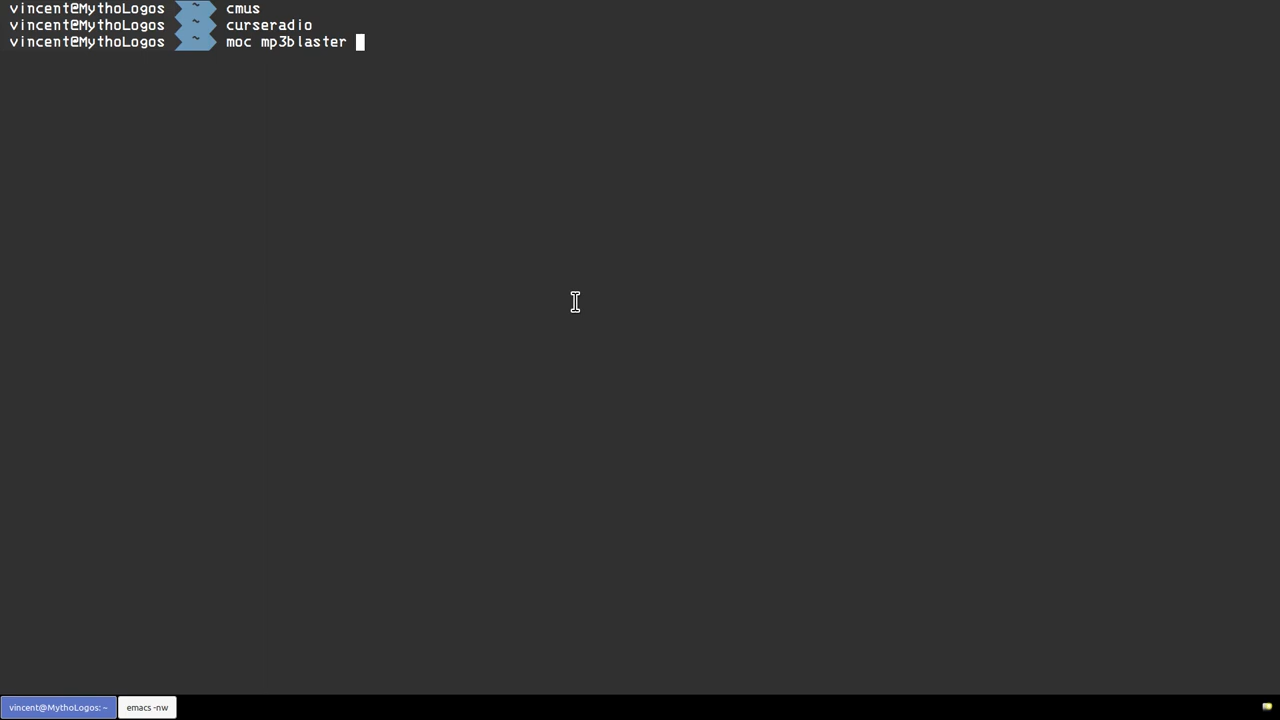 vincent@MythoLogos ~ cmus
vincent@MythoLogos ~ curseradio
vincent@MythoLogos ~ moc mp3blaster
vincent@MythoLogos: ~ emacs -nw